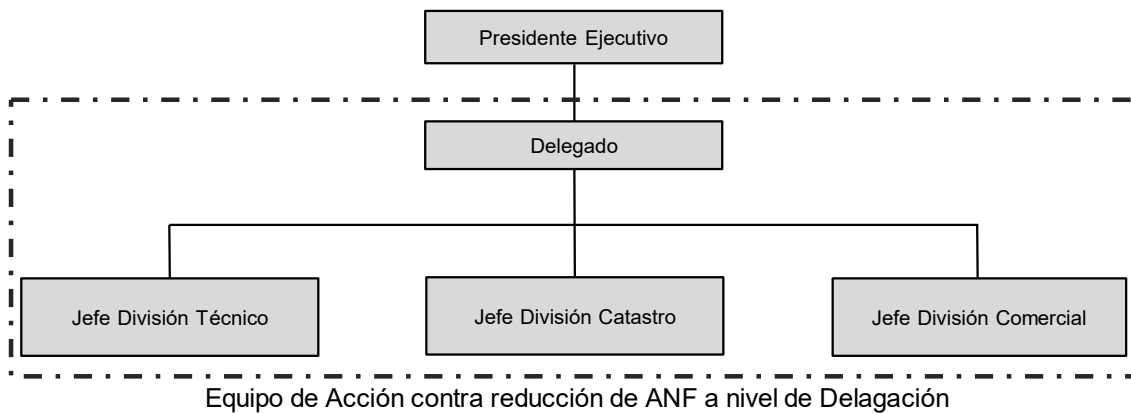 Presidente Ejecutivo
Delegado
Jefe División Técnico
Jefe División Catastro
Jefe División Comercial
Equipo de Acción contra reducción de ANF a nivel de Delagación